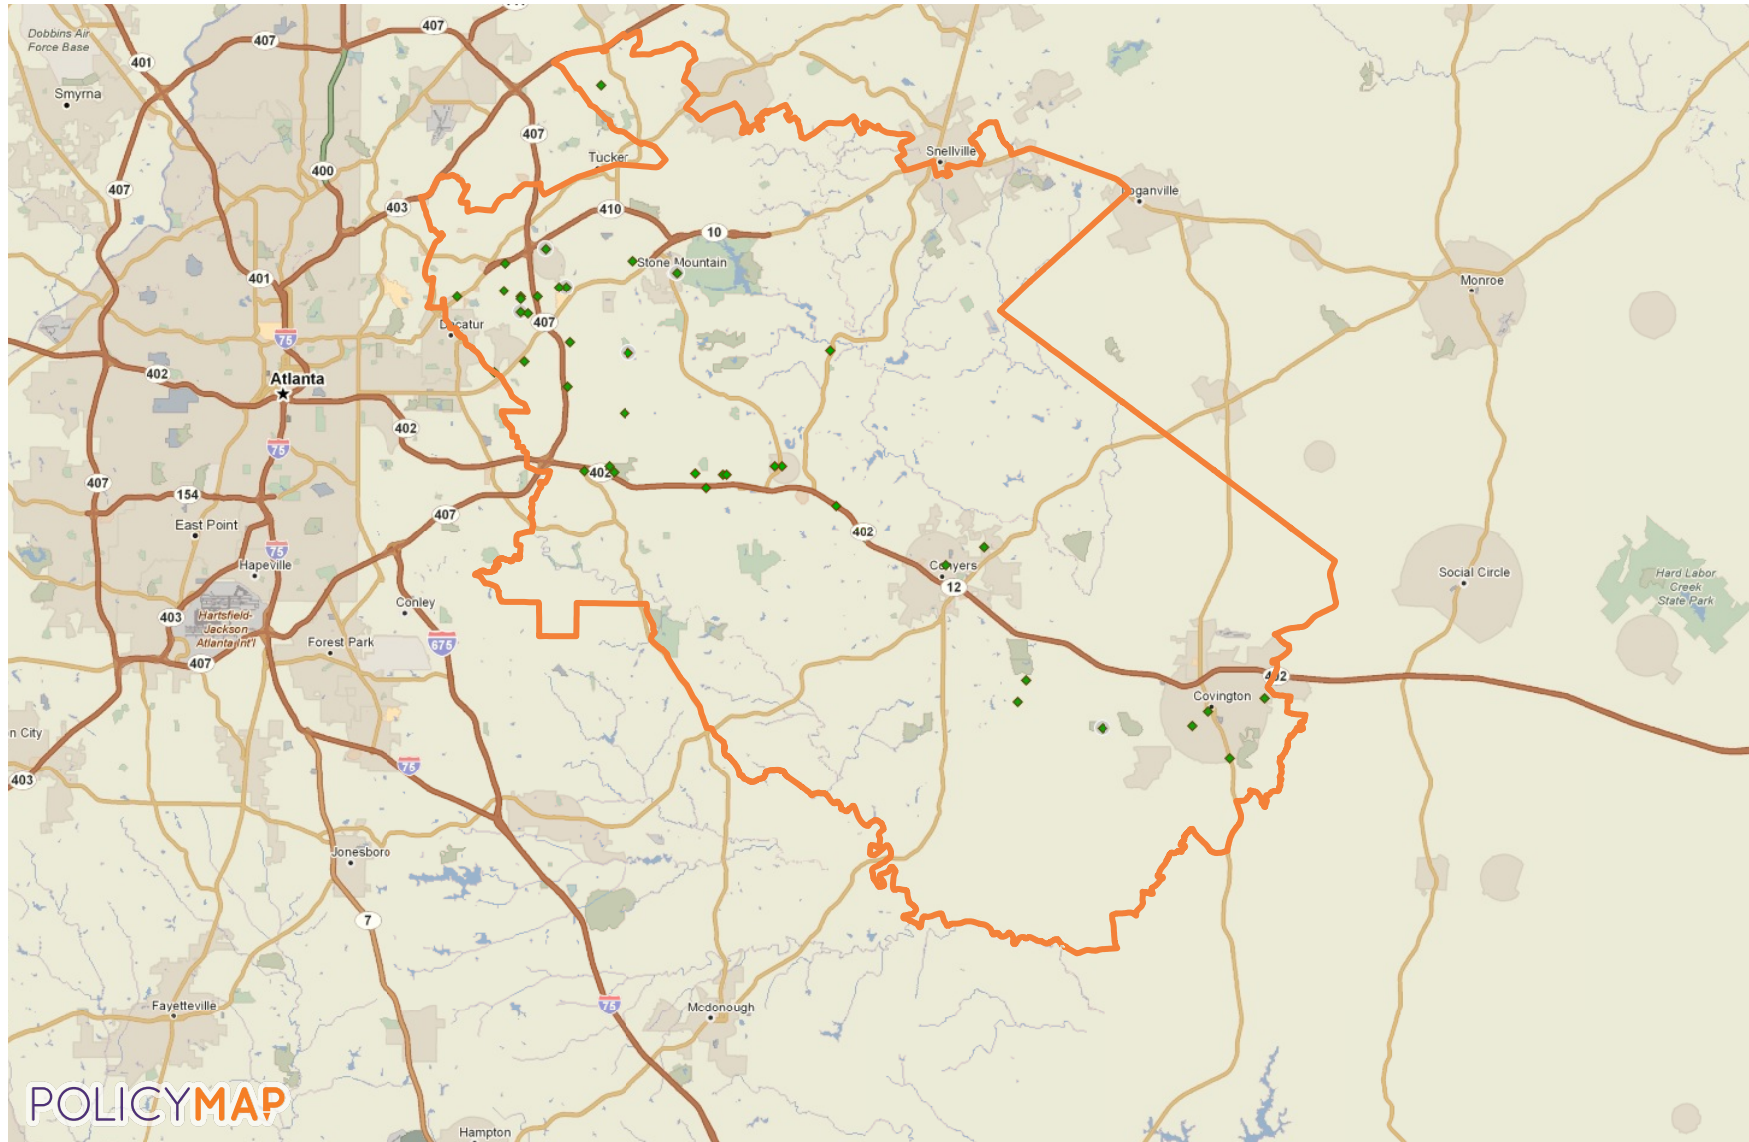 Dobbins Air
Force Base
407
407
401
Smyrna
407
Tucker
Snellville
400
407
403
Loganville
410
10
401
Stone Mountain
Monroe
Decatur
407
75
402
Atlanta
402
75
402
407
154
407
East Point
402
75
Hapeville
Conyers
12
Social Circle
Hard Labor
Creek
State Park
Conley
403
Hartsfield-
Jackson
Atlanta Int'l
Forest Park
675
407
402
Covington
n City
75
403
Jonesboro
7
Fayetteville
75
Mcdonough
POLICYMAP
Hampton